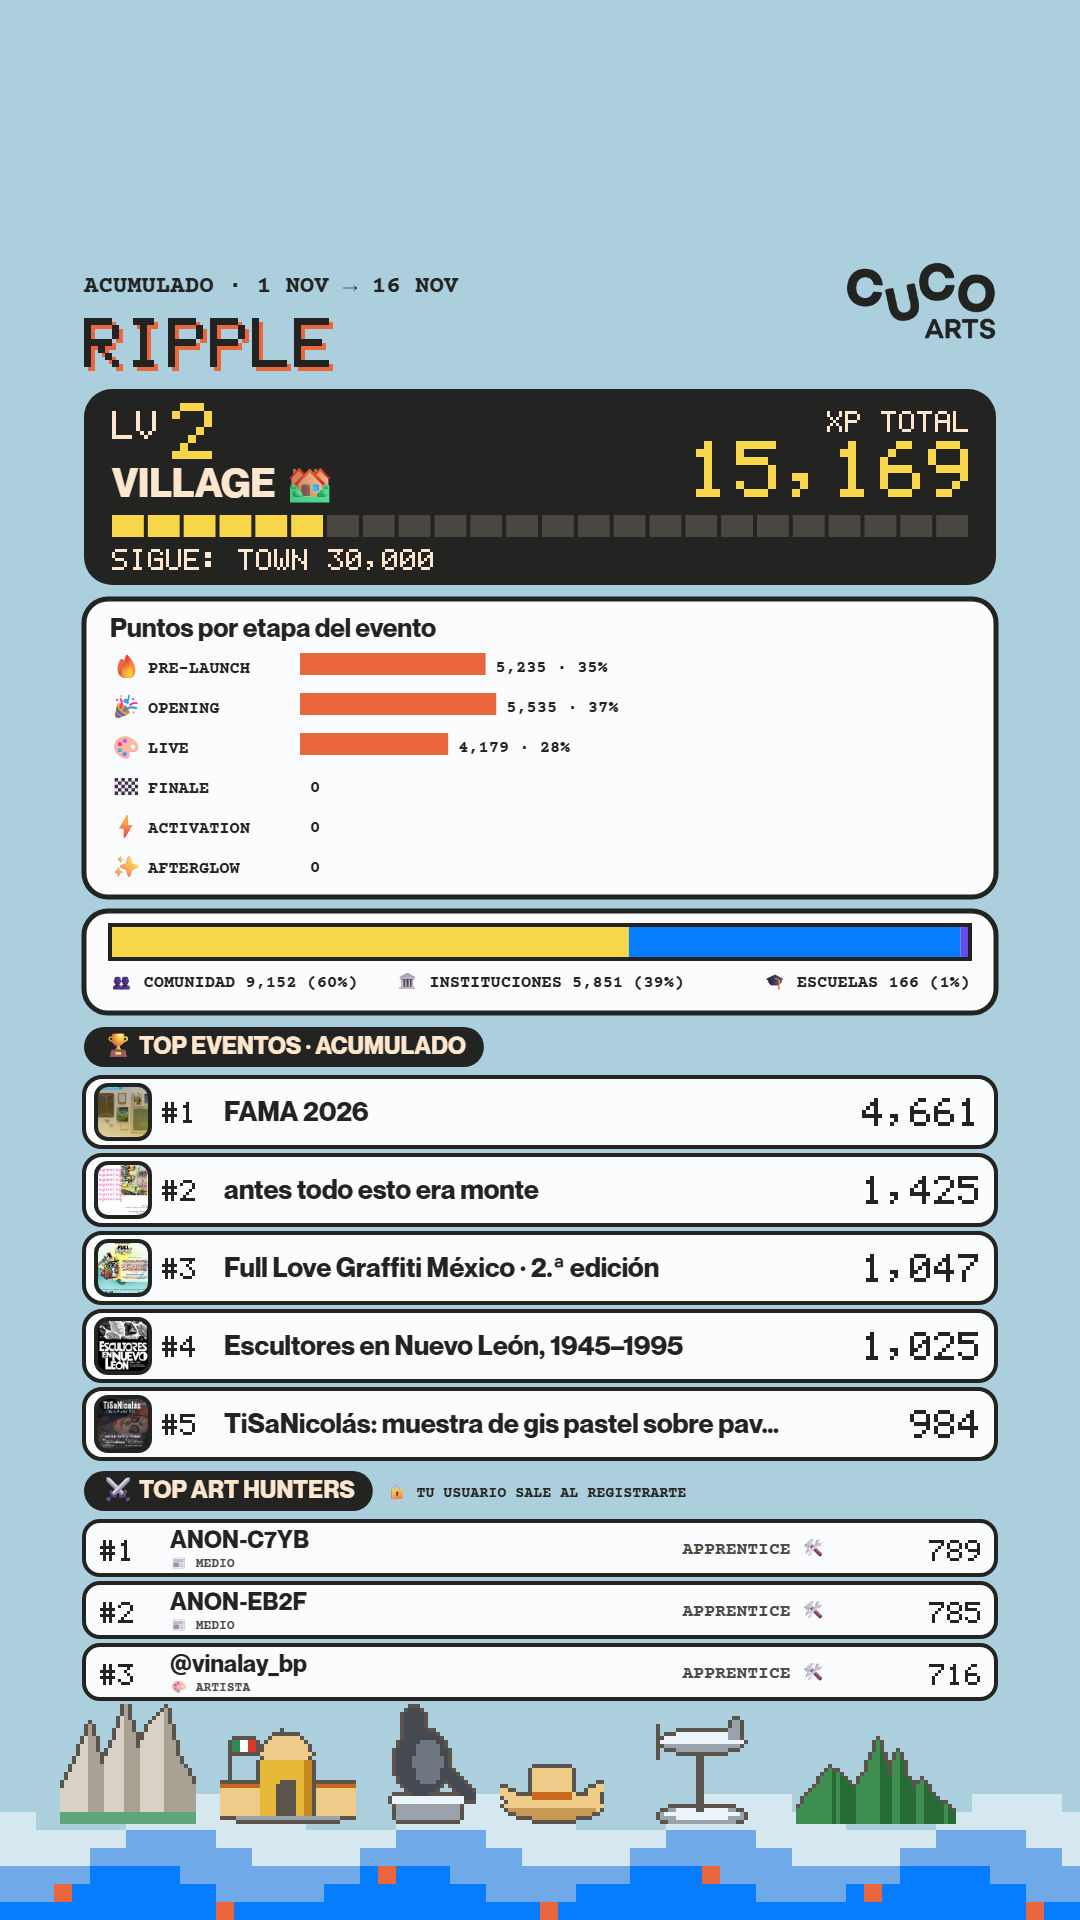 ACUMULADO · 1 NOV → 16 NOV
CUCO
ARTS
RIPPLE
LV 2
XP TOTAL
VILLAGE
15,169
SIGUE: TOWN 30,000
Puntos por etapa del evento
PRE-LAUNCH 5,235 · 35%
OPENING 5,535 · 37%
LIVE 4,179 · 28%
FINALE 0
ACTIVATION 0
AFTERGLOW 0
COMUNIDAD 9,152 (60%) INSTITUCIONES 5,851 (39%) ESCUELAS 166 (1%)
TOP EVENTOS · ACUMULADO
#1 FAMA 2026 4,661
#2 antes todo esto era monte 1,425
#3 Full Love Graffiti México · 2.ª edición 1,047
ESCULTORES
EN NUEVO
LEÓN
#4 Escultores en Nuevo León, 1945–1995 1,025
TiSaNicolás
#5 TiSaNicolás: muestra de gis pastel sobre pav... 984
TOP ART HUNTERS TU USUARIO SALE AL REGISTRARTE
#1 ANON-C7YB APPRENTICE 789
MEDIO
#2 ANON-EB2F APPRENTICE 785
MEDIO
#3 @vinalay_bp APPRENTICE 716
ARTISTA